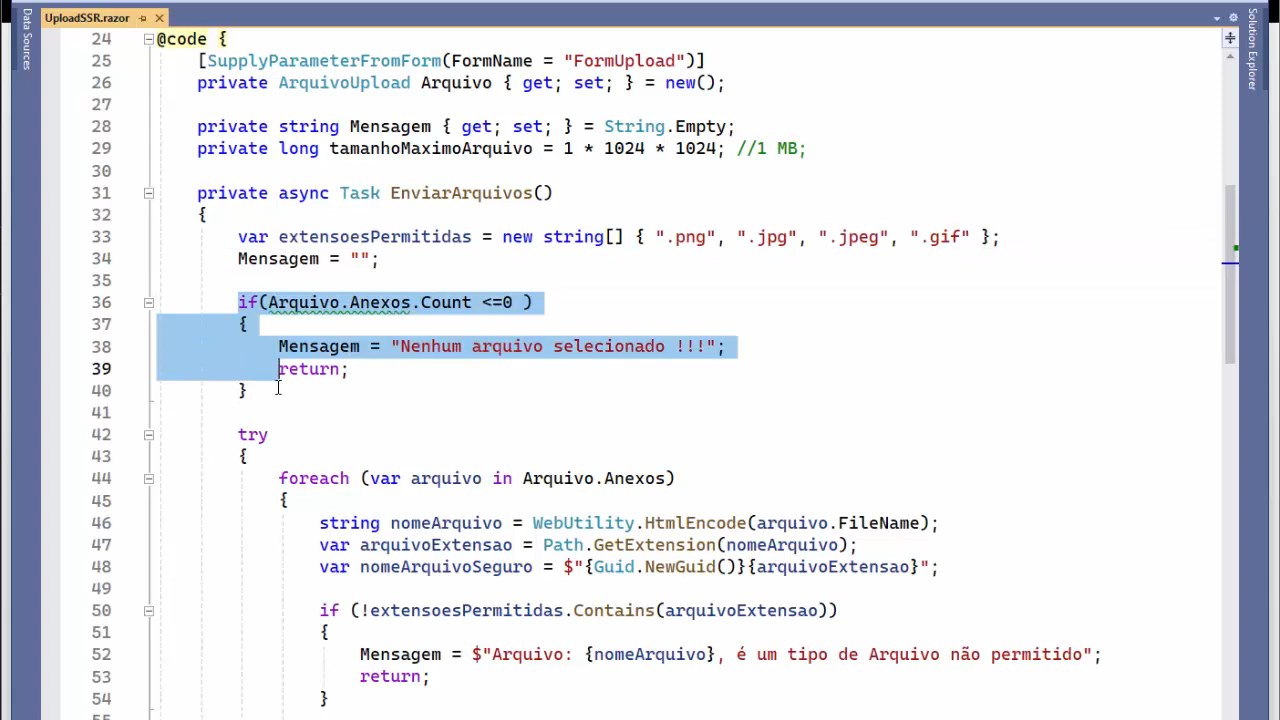 Data Sources
UploadSSR.razor
Solution Explorer
24 @code {
25 [SupplyParameterFromForm(FormName = "FormUpload")]
26 private ArquivoUpload Arquivo { get; set; } = new();
27
28 private string Mensagem { get; set; } = String.Empty;
29 private long tamanhoMaximoArquivo = 1 * 1024 * 1024; //1 MB;
30
31 private async Task EnviarArquivos()
32 {
33 var extensoesPermitidas = new string[] { ".png", ".jpg", ".jpeg", ".gif" };
34 Mensagem = "";
35
36 if(Arquivo.Anexos.Count <=0 )
37 {
38 Mensagem = "Nenhum arquivo selecionado !!!";
39 return;
40 }
41
42 try
43 {
44 foreach (var arquivo in Arquivo.Anexos)
45 {
46 string nomeArquivo = WebUtility.HtmlEncode(arquivo.FileName);
47 var arquivoExtensao = Path.GetExtension(nomeArquivo);
48 var nomeArquivoSeguro = $"{Guid.NewGuid()}{arquivoExtensao}";
49
50 if (!extensoesPermitidas.Contains(arquivoExtensao))
51 {
52 Mensagem = $"Arquivo: {nomeArquivo}, é um tipo de Arquivo não permitido";
53 return;
54 }
55